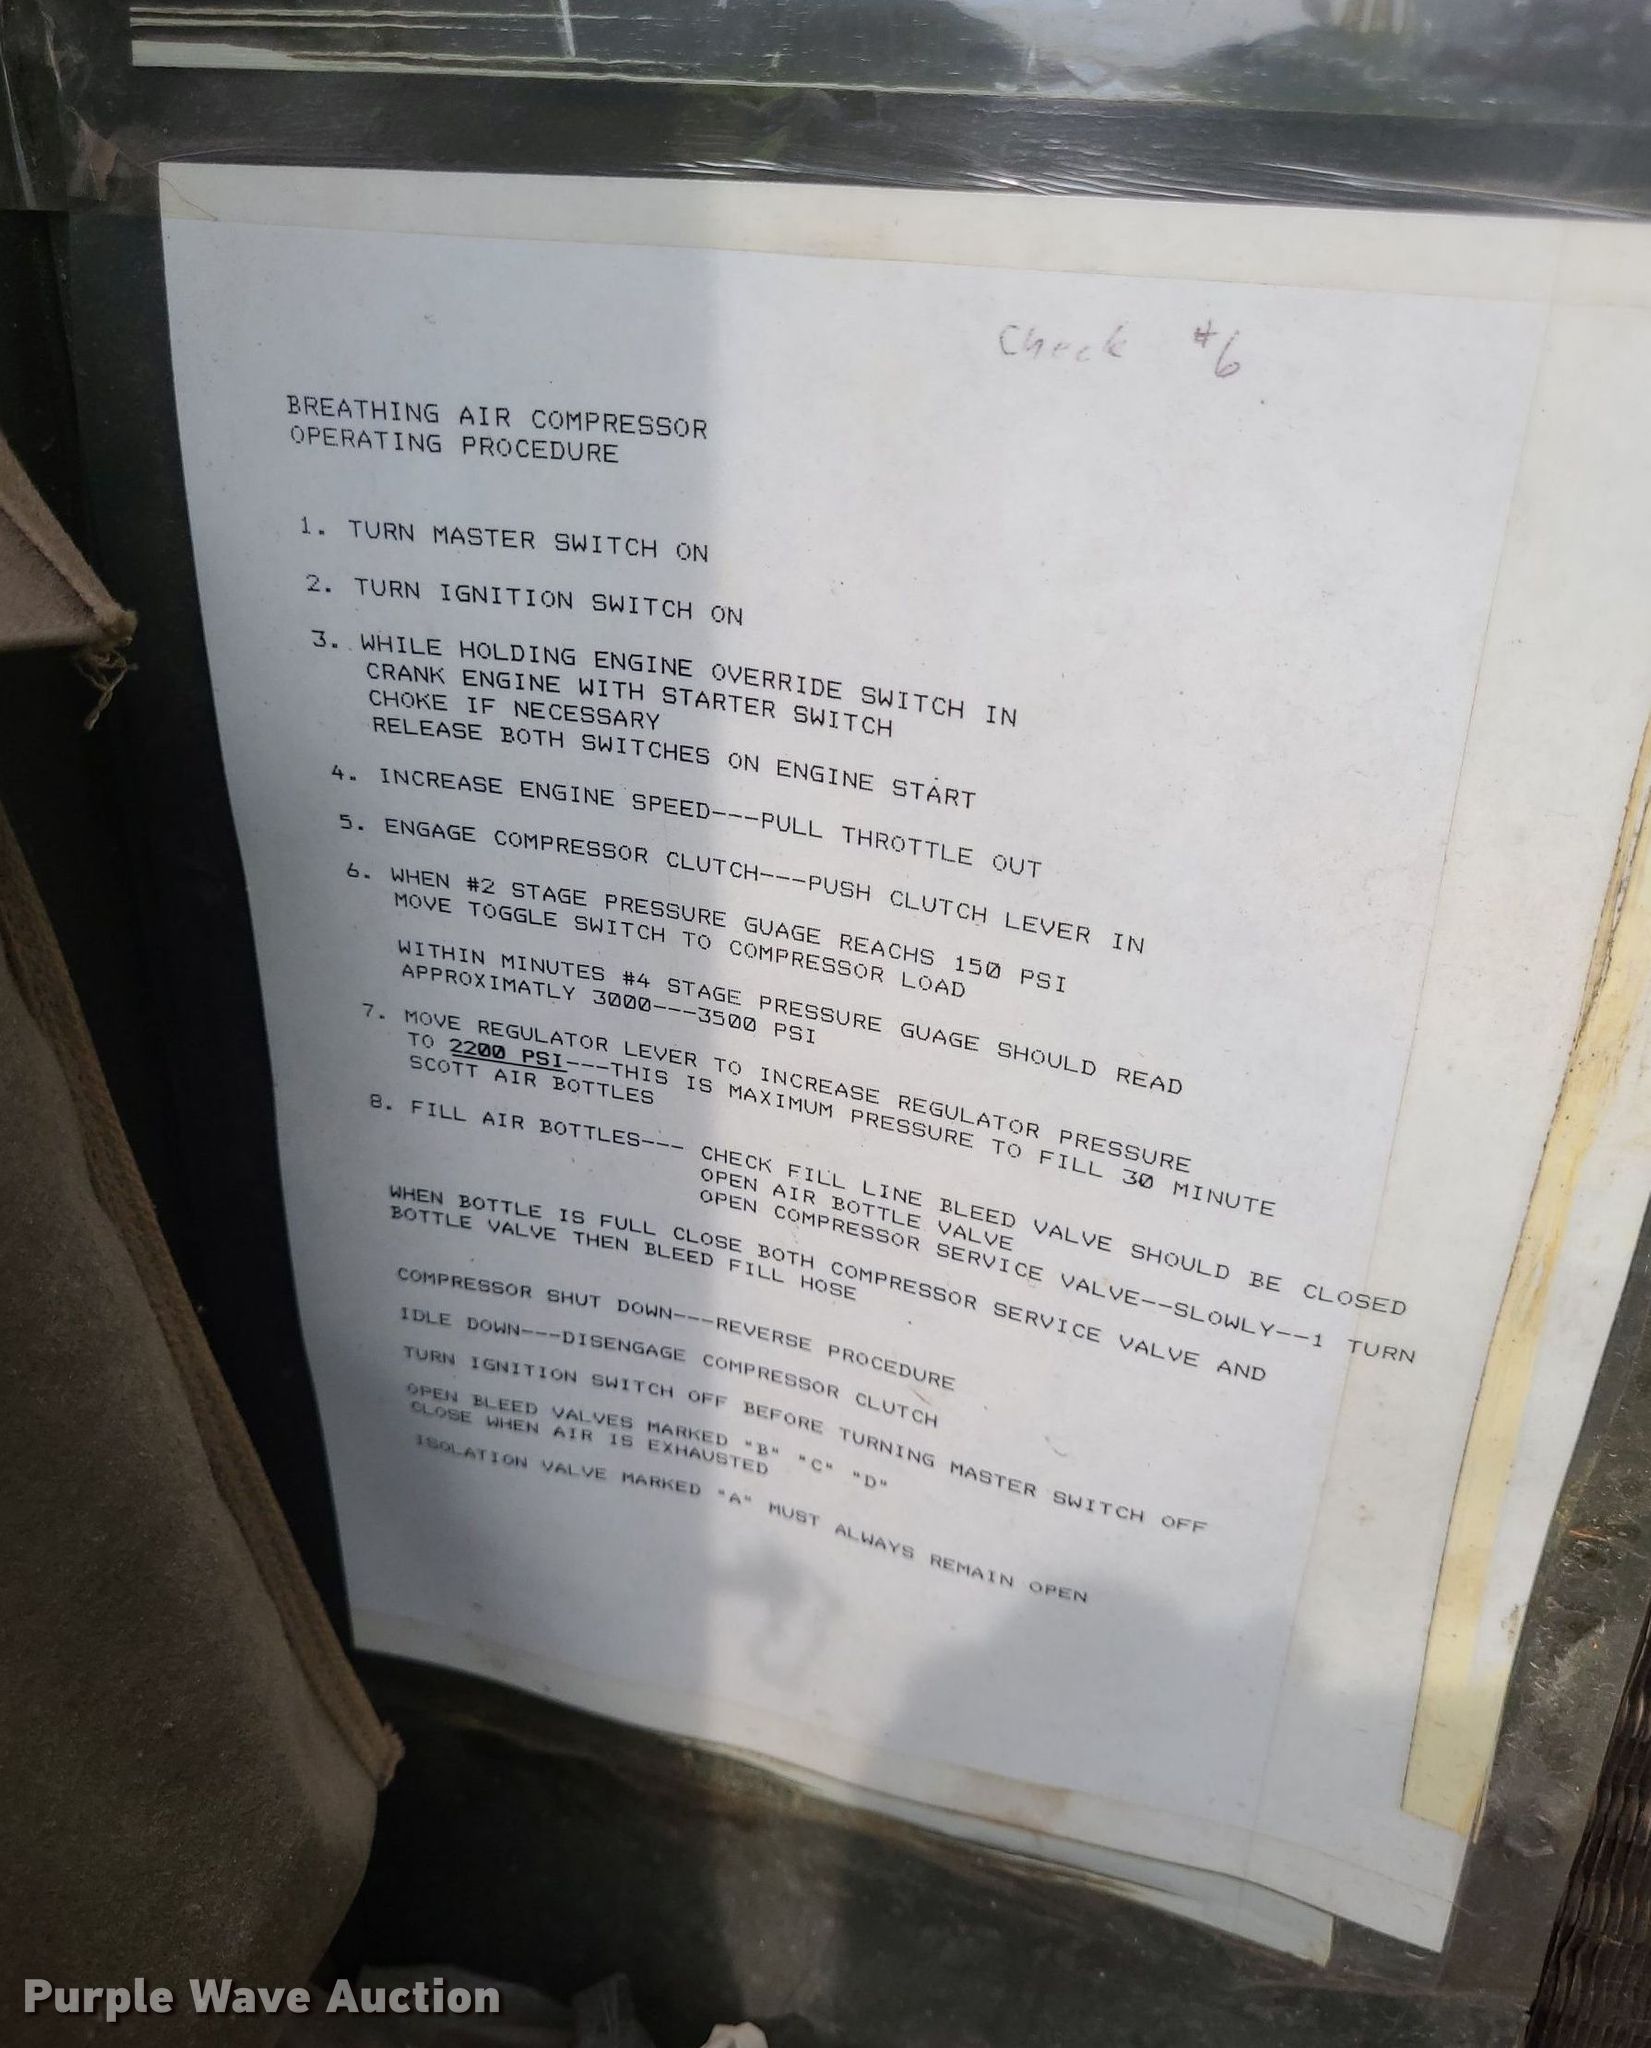 Check #6
BREATHING AIR COMPRESSOR
OPERATING PROCEDURE
1. TURN MASTER SWITCH ON
2. TURN IGNITION SWITCH ON
3. WHILE HOLDING ENGINE OVERRIDE SWITCH IN
CRANK ENGINE WITH STARTER SWITCH
CHOKE IF NECESSARY
RELEASE BOTH SWITCHES ON ENGINE START
4. INCREASE ENGINE SPEED---PULL THROTTLE OUT
5. ENGAGE COMPRESSOR CLUTCH---PUSH CLUTCH LEVER IN
6. WHEN #2 STAGE PRESSURE GUAGE REACHS 150 PSI
MOVE TOGGLE SWITCH TO COMPRESSOR LOAD
WITHIN MINUTES #4 STAGE PRESSURE GUAGE SHOULD READ
APPROXIMATLY 3000---3500 PSI
7. MOVE REGULATOR LEVER TO INCREASE REGULATOR PRESSURE
TO 2200 PSI---THIS IS MAXIMUM PRESSURE TO FILL 30 MINUTE
SCOTT AIR BOTTLES
8. FILL AIR BOTTLES--- CHECK FILL LINE BLEED VALVE SHOULD BE CLOSED
OPEN AIR BOTTLE VALVE
OPEN COMPRESSOR SERVICE VALVE--SLOWLY--1 TURN
WHEN BOTTLE IS FULL CLOSE BOTH COMPRESSOR SERVICE VALVE AND
BOTTLE VALVE THEN BLEED FILL HOSE
COMPRESSOR SHUT DOWN---REVERSE PROCEDURE
IDLE DOWN---DISENGAGE COMPRESSOR CLUTCH
TURN IGNITION SWITCH OFF BEFORE TURNING MASTER SWITCH OFF
OPEN BLEED VALVES MARKED "B" "C" "D"
CLOSE WHEN AIR IS EXHAUSTED
ISOLATION VALVE MARKED "A" MUST ALWAYS REMAIN OPEN
Purple Wave Auction